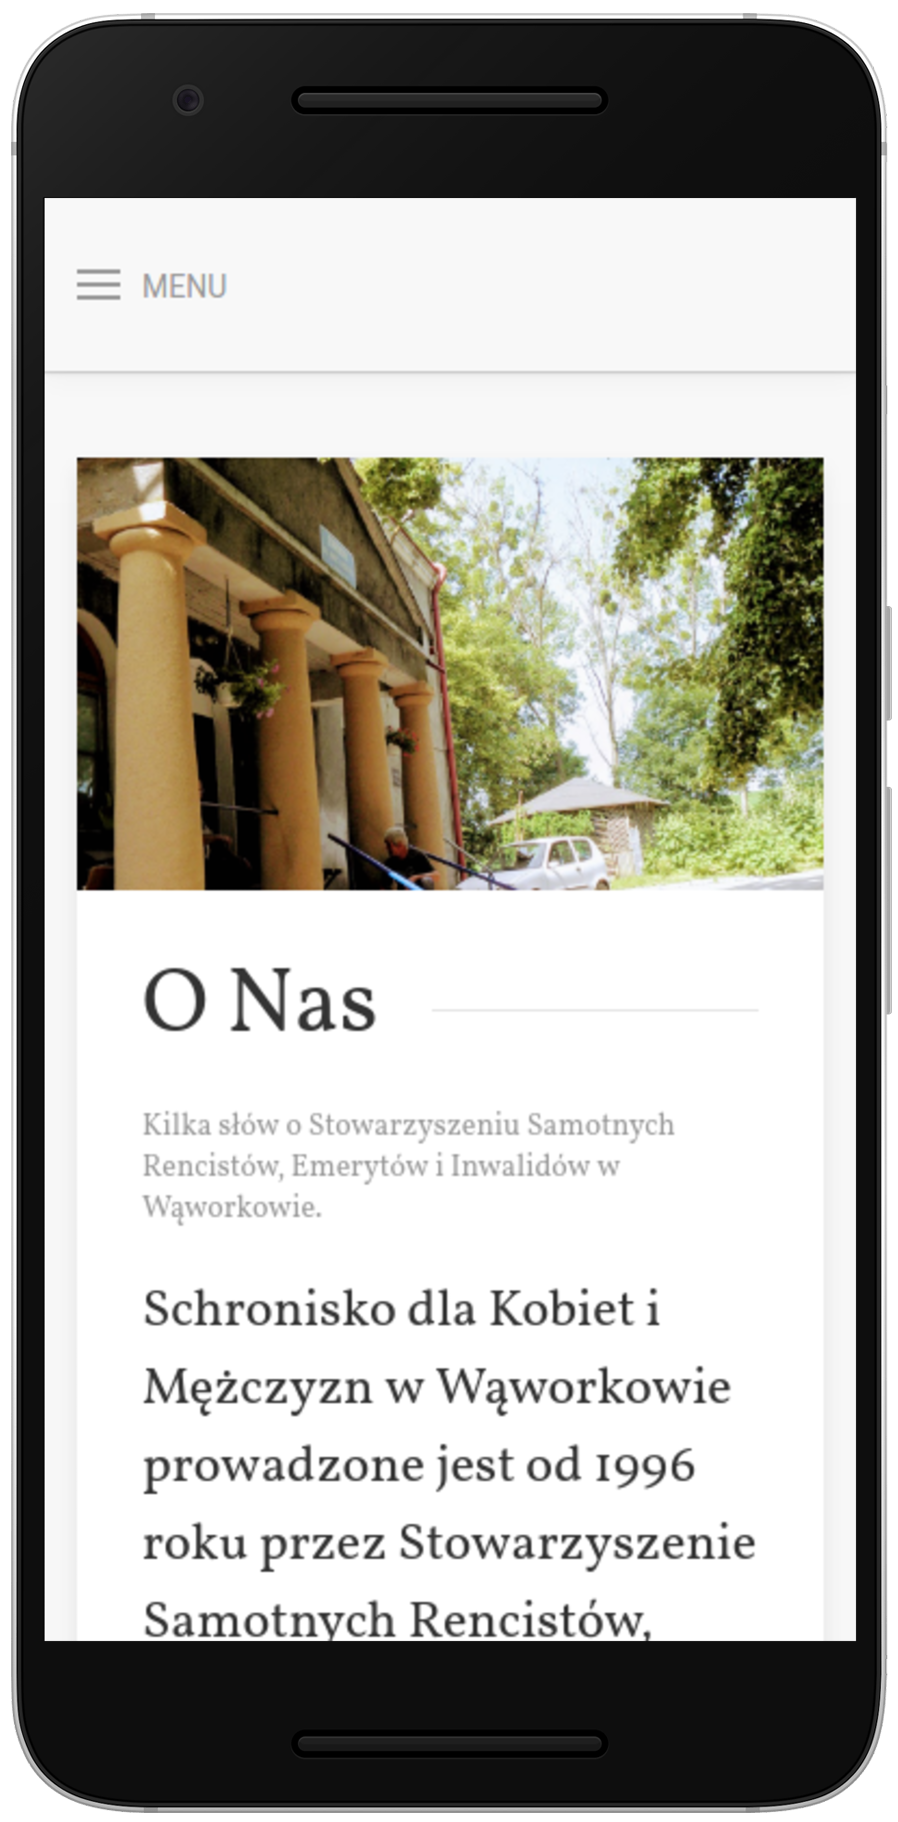 MENU
O Nas
Kilka słów o Stowarzyszeniu Samotnych
Rencistów, Emerytów i Inwalidów w
Wąworkowie.
Schronisko dla Kobiet i
Mężczyzn w Wąworkowie
prowadzone jest od 1996
roku przez Stowarzyszenie
Samotnych Rencistów,